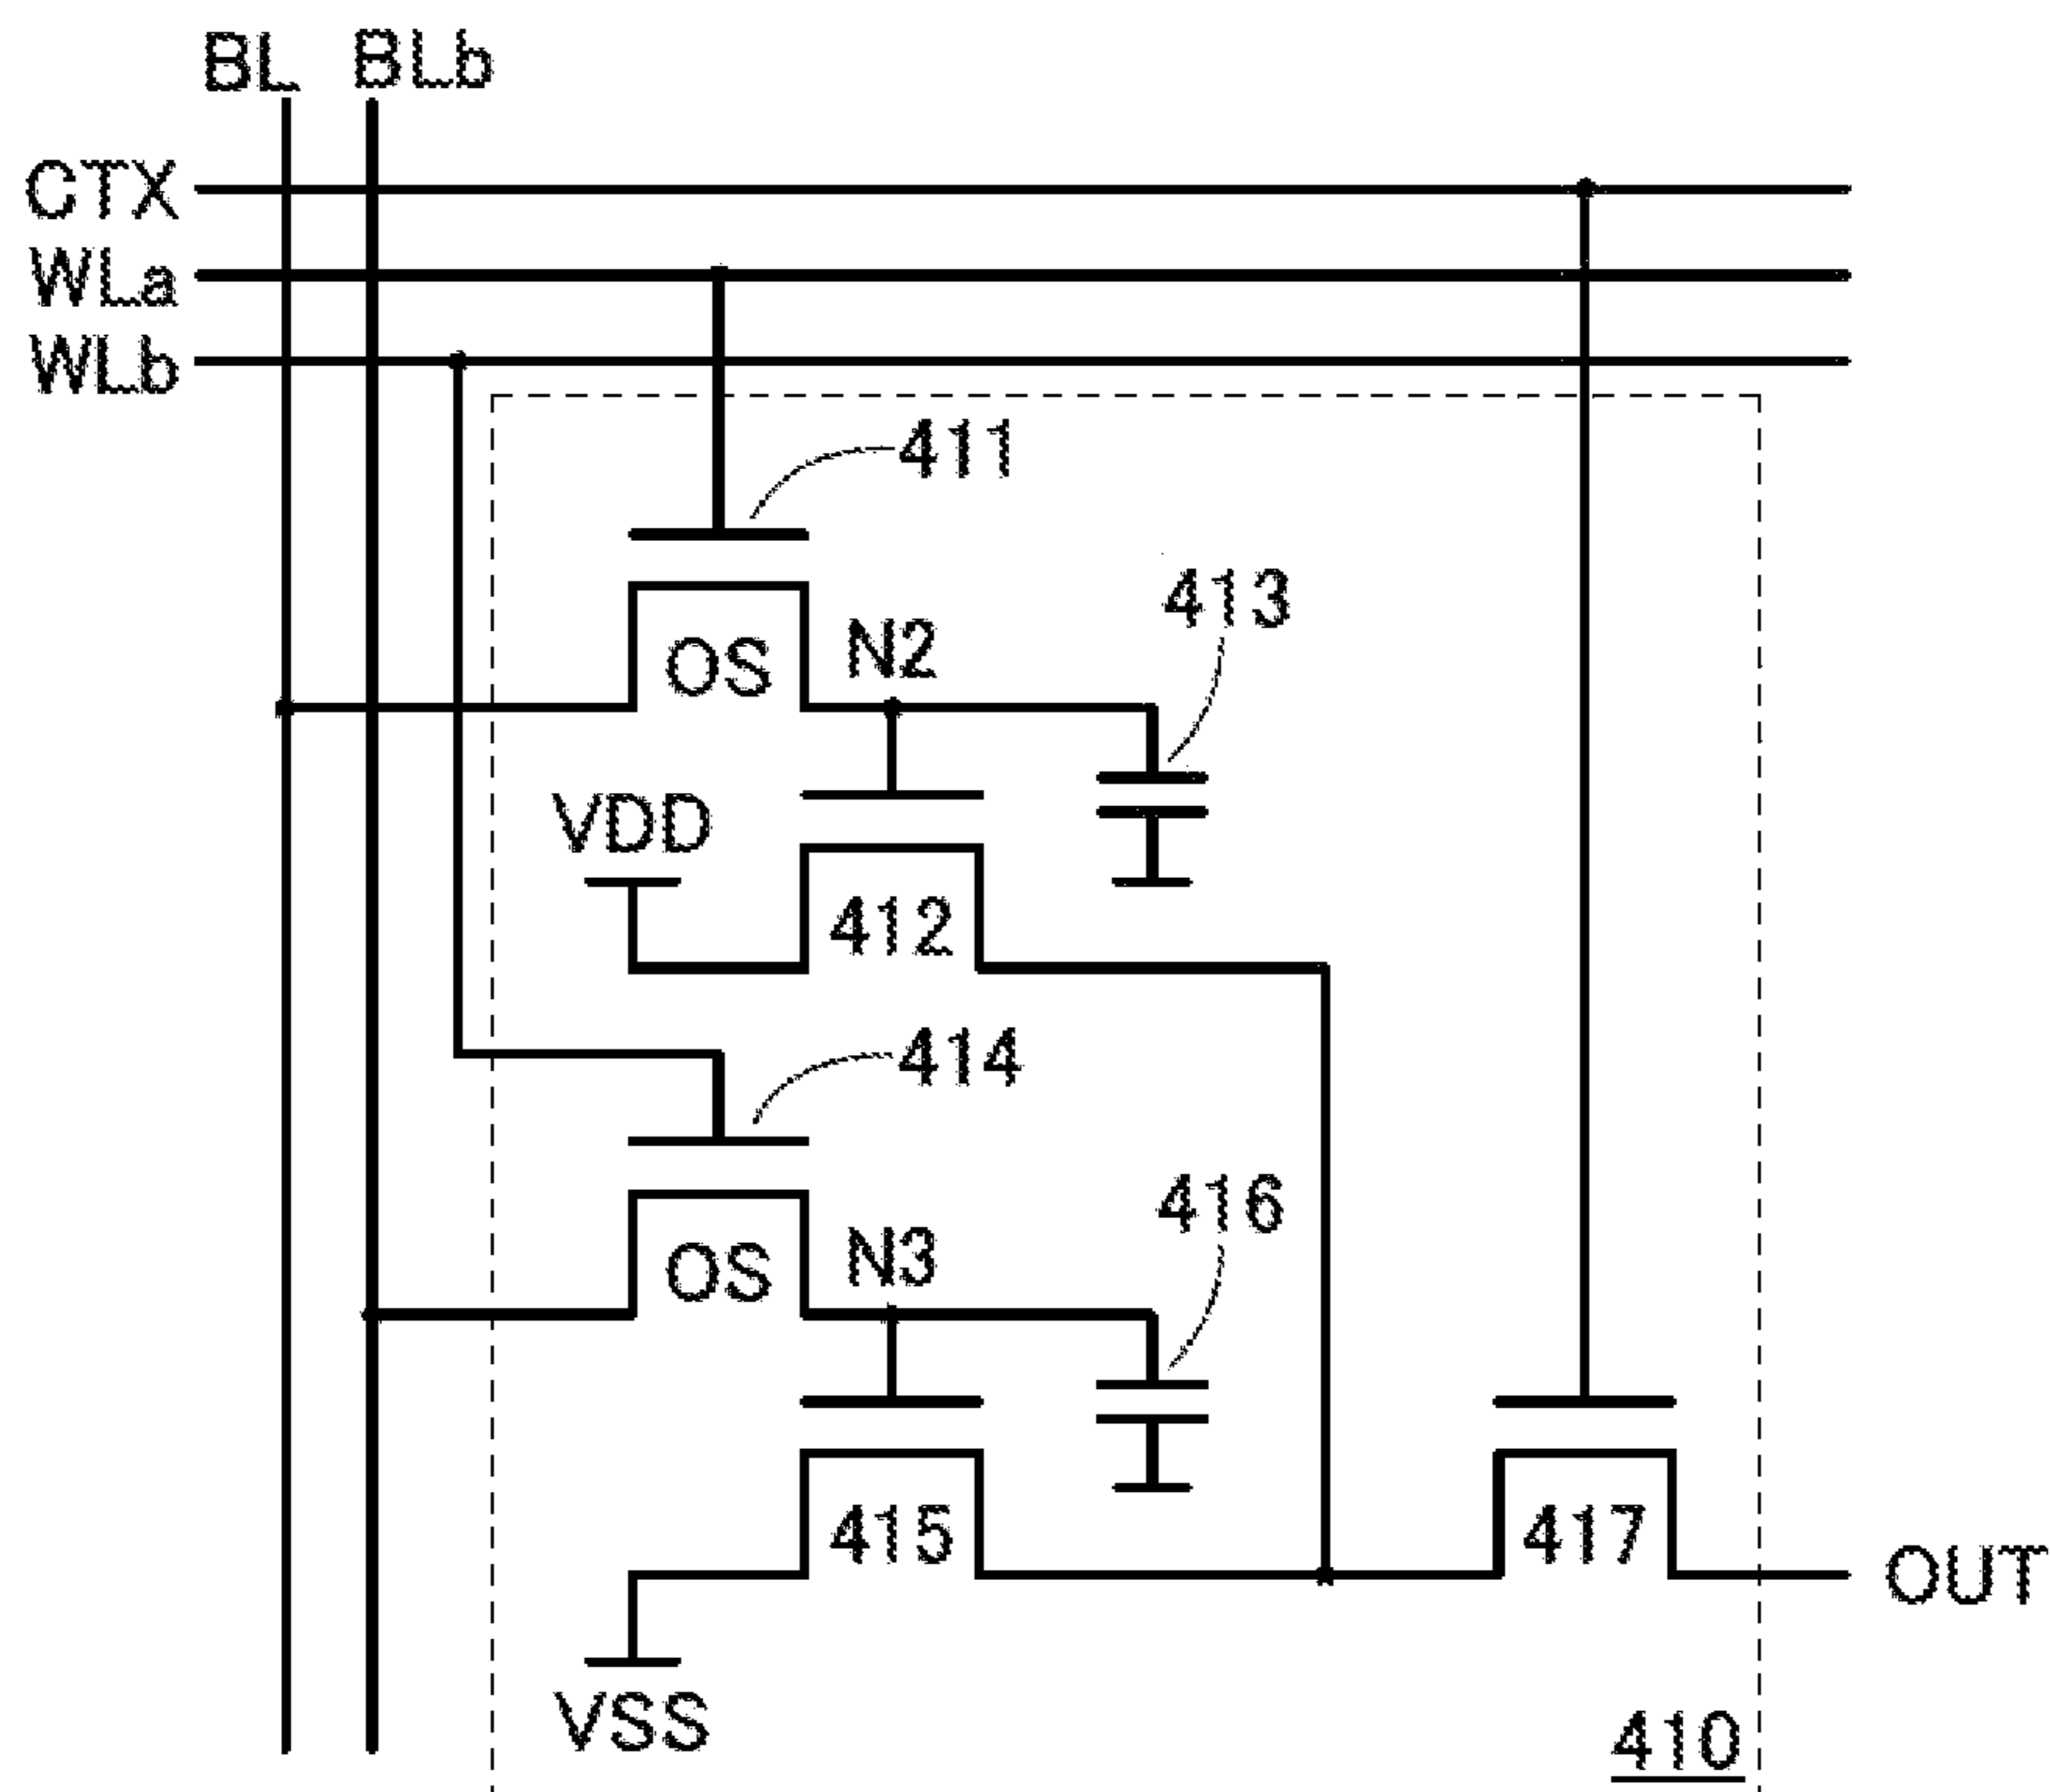 BL BLb
CTX
WLa
WLb
411
413
OS
N2
VDD
412
414
416
OS
N3
415
417
OUT
VSS
410